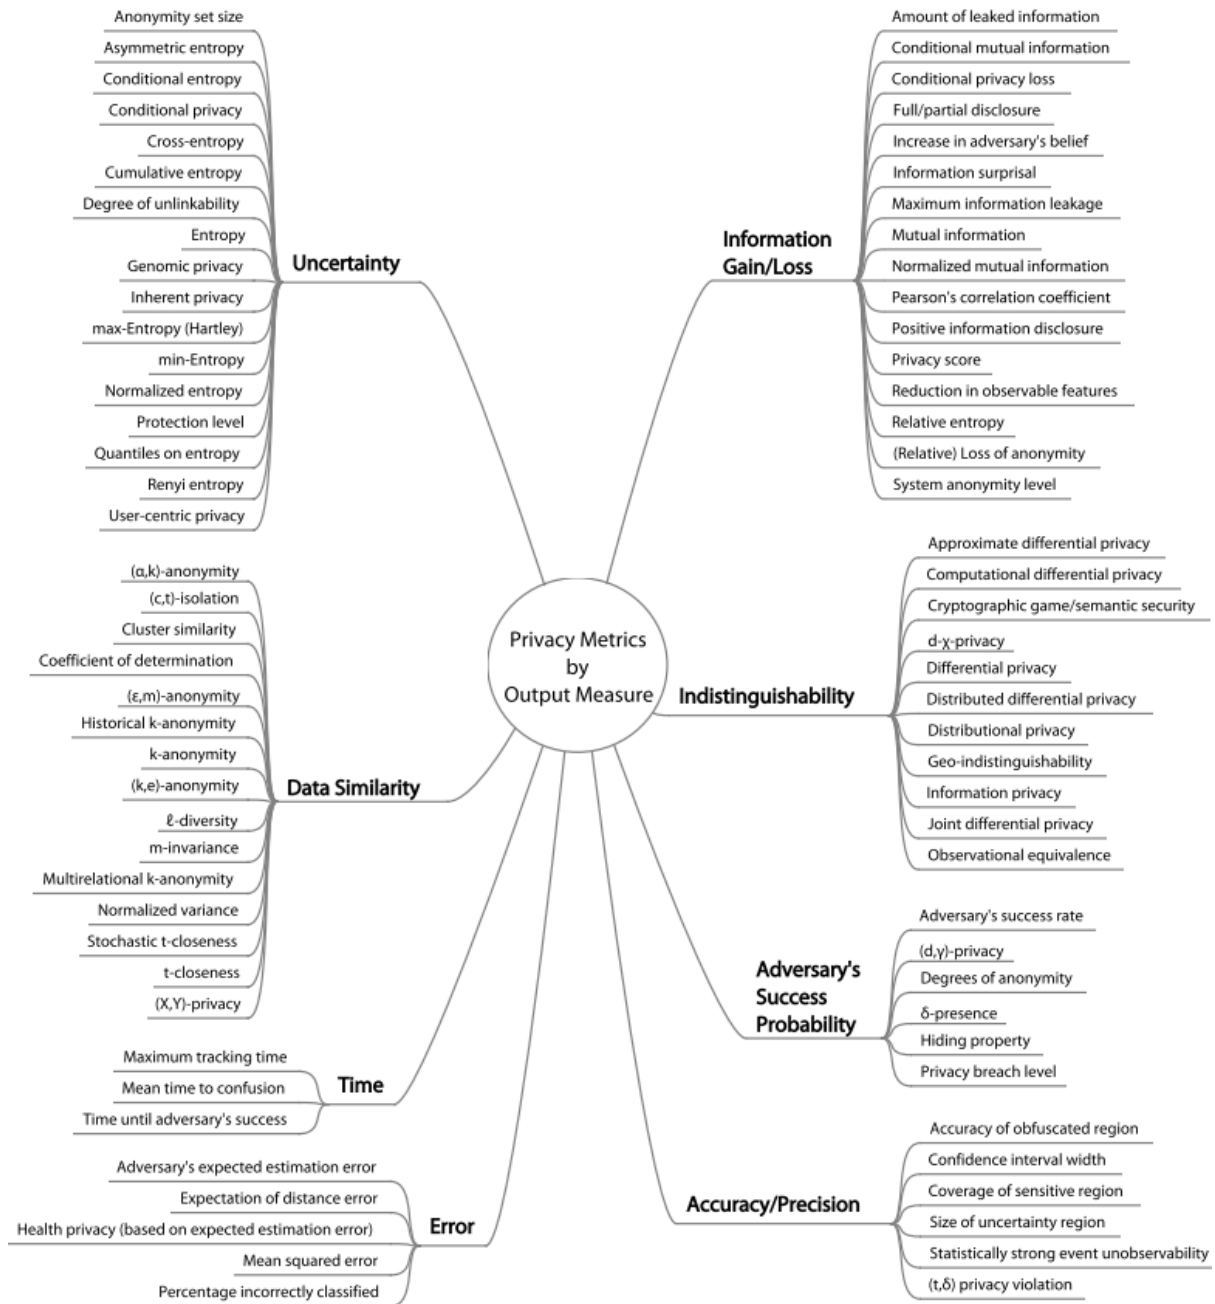 Privacy Metrics
by
Output Measure
Uncertainty
Anonymity set size
Asymmetric entropy
Conditional entropy
Conditional privacy
Cross-entropy
Cumulative entropy
Degree of unlinkability
Entropy
Genomic privacy
Inherent privacy
max-Entropy (Hartley)
min-Entropy
Normalized entropy
Protection level
Quantiles on entropy
Renyi entropy
User-centric privacy
Data Similarity
(α,k)-anonymity
(c,t)-isolation
Cluster similarity
Coefficient of determination
(ε,m)-anonymity
Historical k-anonymity
k-anonymity
(k,e)-anonymity
ℓ-diversity
m-invariance
Multirelational k-anonymity
Normalized variance
Stochastic t-closeness
t-closeness
(X,Y)-privacy
Time
Maximum tracking time
Mean time to confusion
Time until adversary's success
Error
Adversary's expected estimation error
Expectation of distance error
Health privacy (based on expected estimation error)
Mean squared error
Percentage incorrectly classified
Information
Gain/Loss
Amount of leaked information
Conditional mutual information
Conditional privacy loss
Full/partial disclosure
Increase in adversary's belief
Information surprisal
Maximum information leakage
Mutual information
Normalized mutual information
Pearson's correlation coefficient
Positive information disclosure
Privacy score
Reduction in observable features
Relative entropy
(Relative) Loss of anonymity
System anonymity level
Indistinguishability
Approximate differential privacy
Computational differential privacy
Cryptographic game/semantic security
d-χ-privacy
Differential privacy
Distributed differential privacy
Distributional privacy
Geo-indistinguishability
Information privacy
Joint differential privacy
Observational equivalence
Adversary's
Success
Probability
Adversary's success rate
(d,γ)-privacy
Degrees of anonymity
δ-presence
Hiding property
Privacy breach level
Accuracy/Precision
Accuracy of obfuscated region
Confidence interval width
Coverage of sensitive region
Size of uncertainty region
Statistically strong event unobservability
(t,δ) privacy violation